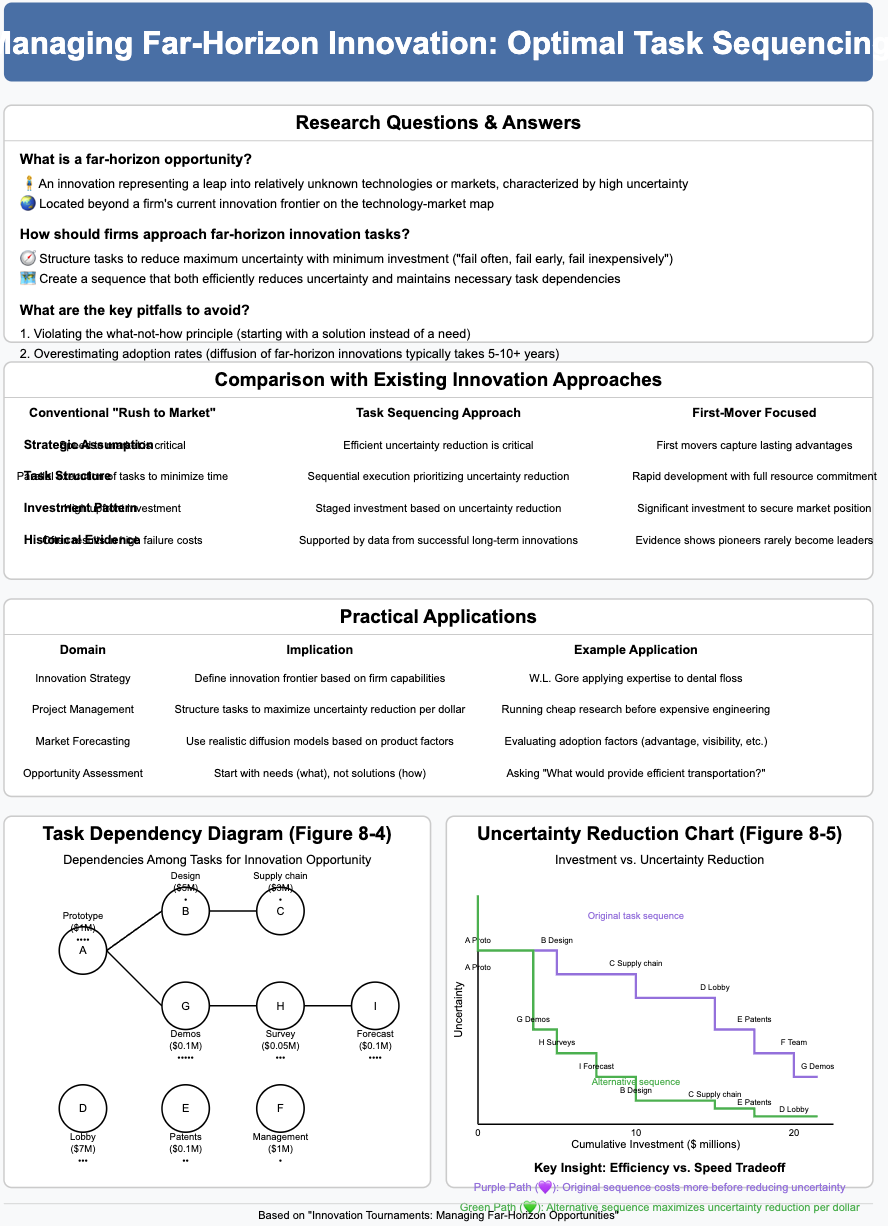 Managing Far-Horizon Innovation: Optimal Task Sequencing
Research Questions & Answers
What is a far-horizon opportunity?
An innovation representing a leap into relatively unknown technologies or markets, characterized by high uncertainty
Located beyond a firm's current innovation frontier on the technology-market map
How should firms approach far-horizon innovation tasks?
Structure tasks to reduce maximum uncertainty with minimum investment ("fail often, fail early, fail inexpensively")
Create a sequence that both efficiently reduces uncertainty and maintains necessary task dependencies
What are the key pitfalls to avoid?
1. Violating the what-not-how principle (starting with a solution instead of a need)
2. Overestimating adoption rates (diffusion of far-horizon innovations typically takes 5-10+ years)
Comparison with Existing Innovation Approaches
Conventional "Rush to Market" Task Sequencing Approach First-Mover Focused
Strategic Assumption critical Efficient uncertainty reduction is critical First movers capture lasting advantages
Task Structure of tasks to minimize time Sequential execution prioritizing uncertainty reduction Rapid development with full resource commitment
Investment Pattern investment Staged investment based on uncertainty reduction Significant investment to secure market position
Historical Evidence failure costs Supported by data from successful long-term innovations Evidence shows pioneers rarely become leaders
Practical Applications
Domain Implication Example Application
Innovation Strategy Define innovation frontier based on firm capabilities W.L. Gore applying expertise to dental floss
Project Management Structure tasks to maximize uncertainty reduction per dollar Running cheap research before expensive engineering
Market Forecasting Use realistic diffusion models based on product factors Evaluating adoption factors (advantage, visibility, etc.)
Opportunity Assessment Start with needs (what), not solutions (how) Asking "What would provide efficient transportation?"
Task Dependency Diagram (Figure 8-4)
Dependencies Among Tasks for Innovation Opportunity
Design
($5M)
•
B
Supply chain
($3M)
•
C
Prototype
($1M)
••••
A
G
Demos
($0.1M)
•••••
H
Survey
($0.05M)
•••
I
Forecast
($0.1M)
••••
D
Lobby
($7M)
•••
E
Patents
($0.1M)
••
F
Management
($1M)
•
Uncertainty Reduction Chart (Figure 8-5)
Investment vs. Uncertainty Reduction
Original task sequence
A Proto
B Design
C Supply chain
A Proto
D Lobby
G Demos
E Patents
H Surveys
F Team
I Forecast
G Demos
Alternative sequence
B Design
C Supply chain
E Patents
D Lobby
Uncertainty
0 10 20
Cumulative Investment ($ millions)
Key Insight: Efficiency vs. Speed Tradeoff
Purple Path (💜): Original sequence costs more before reducing uncertainty
Green Path (💚): Alternative sequence maximizes uncertainty reduction per dollar
Based on "Innovation Tournaments: Managing Far-Horizon Opportunities"